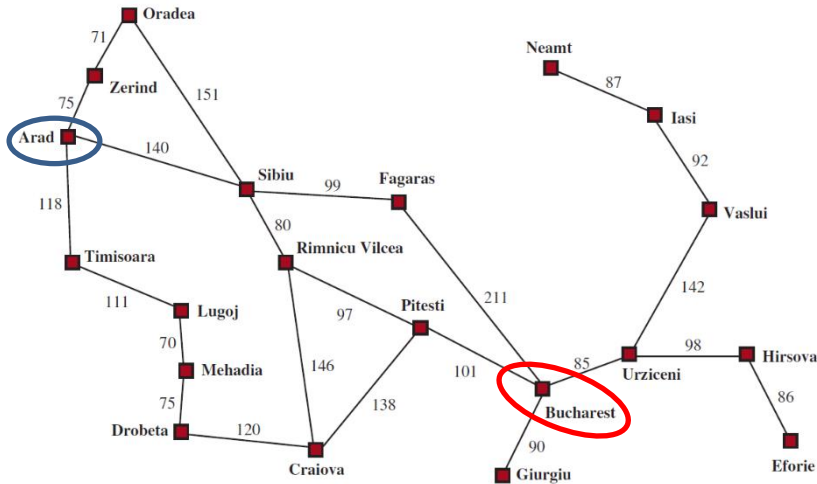 Oradea
71
Neamt
87
Zerind
151
75
Iasi
Arad
140
92
Sibiu
Fagaras
99
118
Vaslui
80
Timisoara
Rimnicu Vilcea
142
111
Lugoj
97
Pitesti
211
70
98
Hirsova
Mehadia
146
101
85
Urziceni
86
75
138
Bucharest
Drobeta
120
90
Craiova
Giurgiu
Eforie